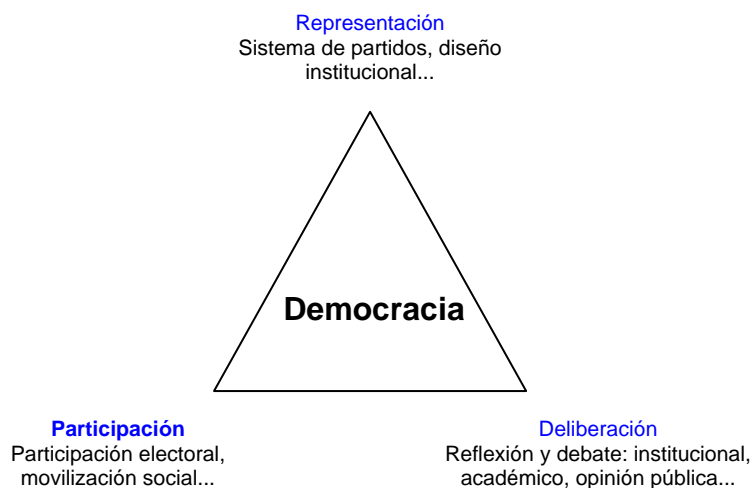 Representación
Sistema de partidos, diseño
institucional...
Democracia
Participación
Participación electoral,
movilización social...
Deliberación
Reflexión y debate: institucional,
académico, opinión pública...